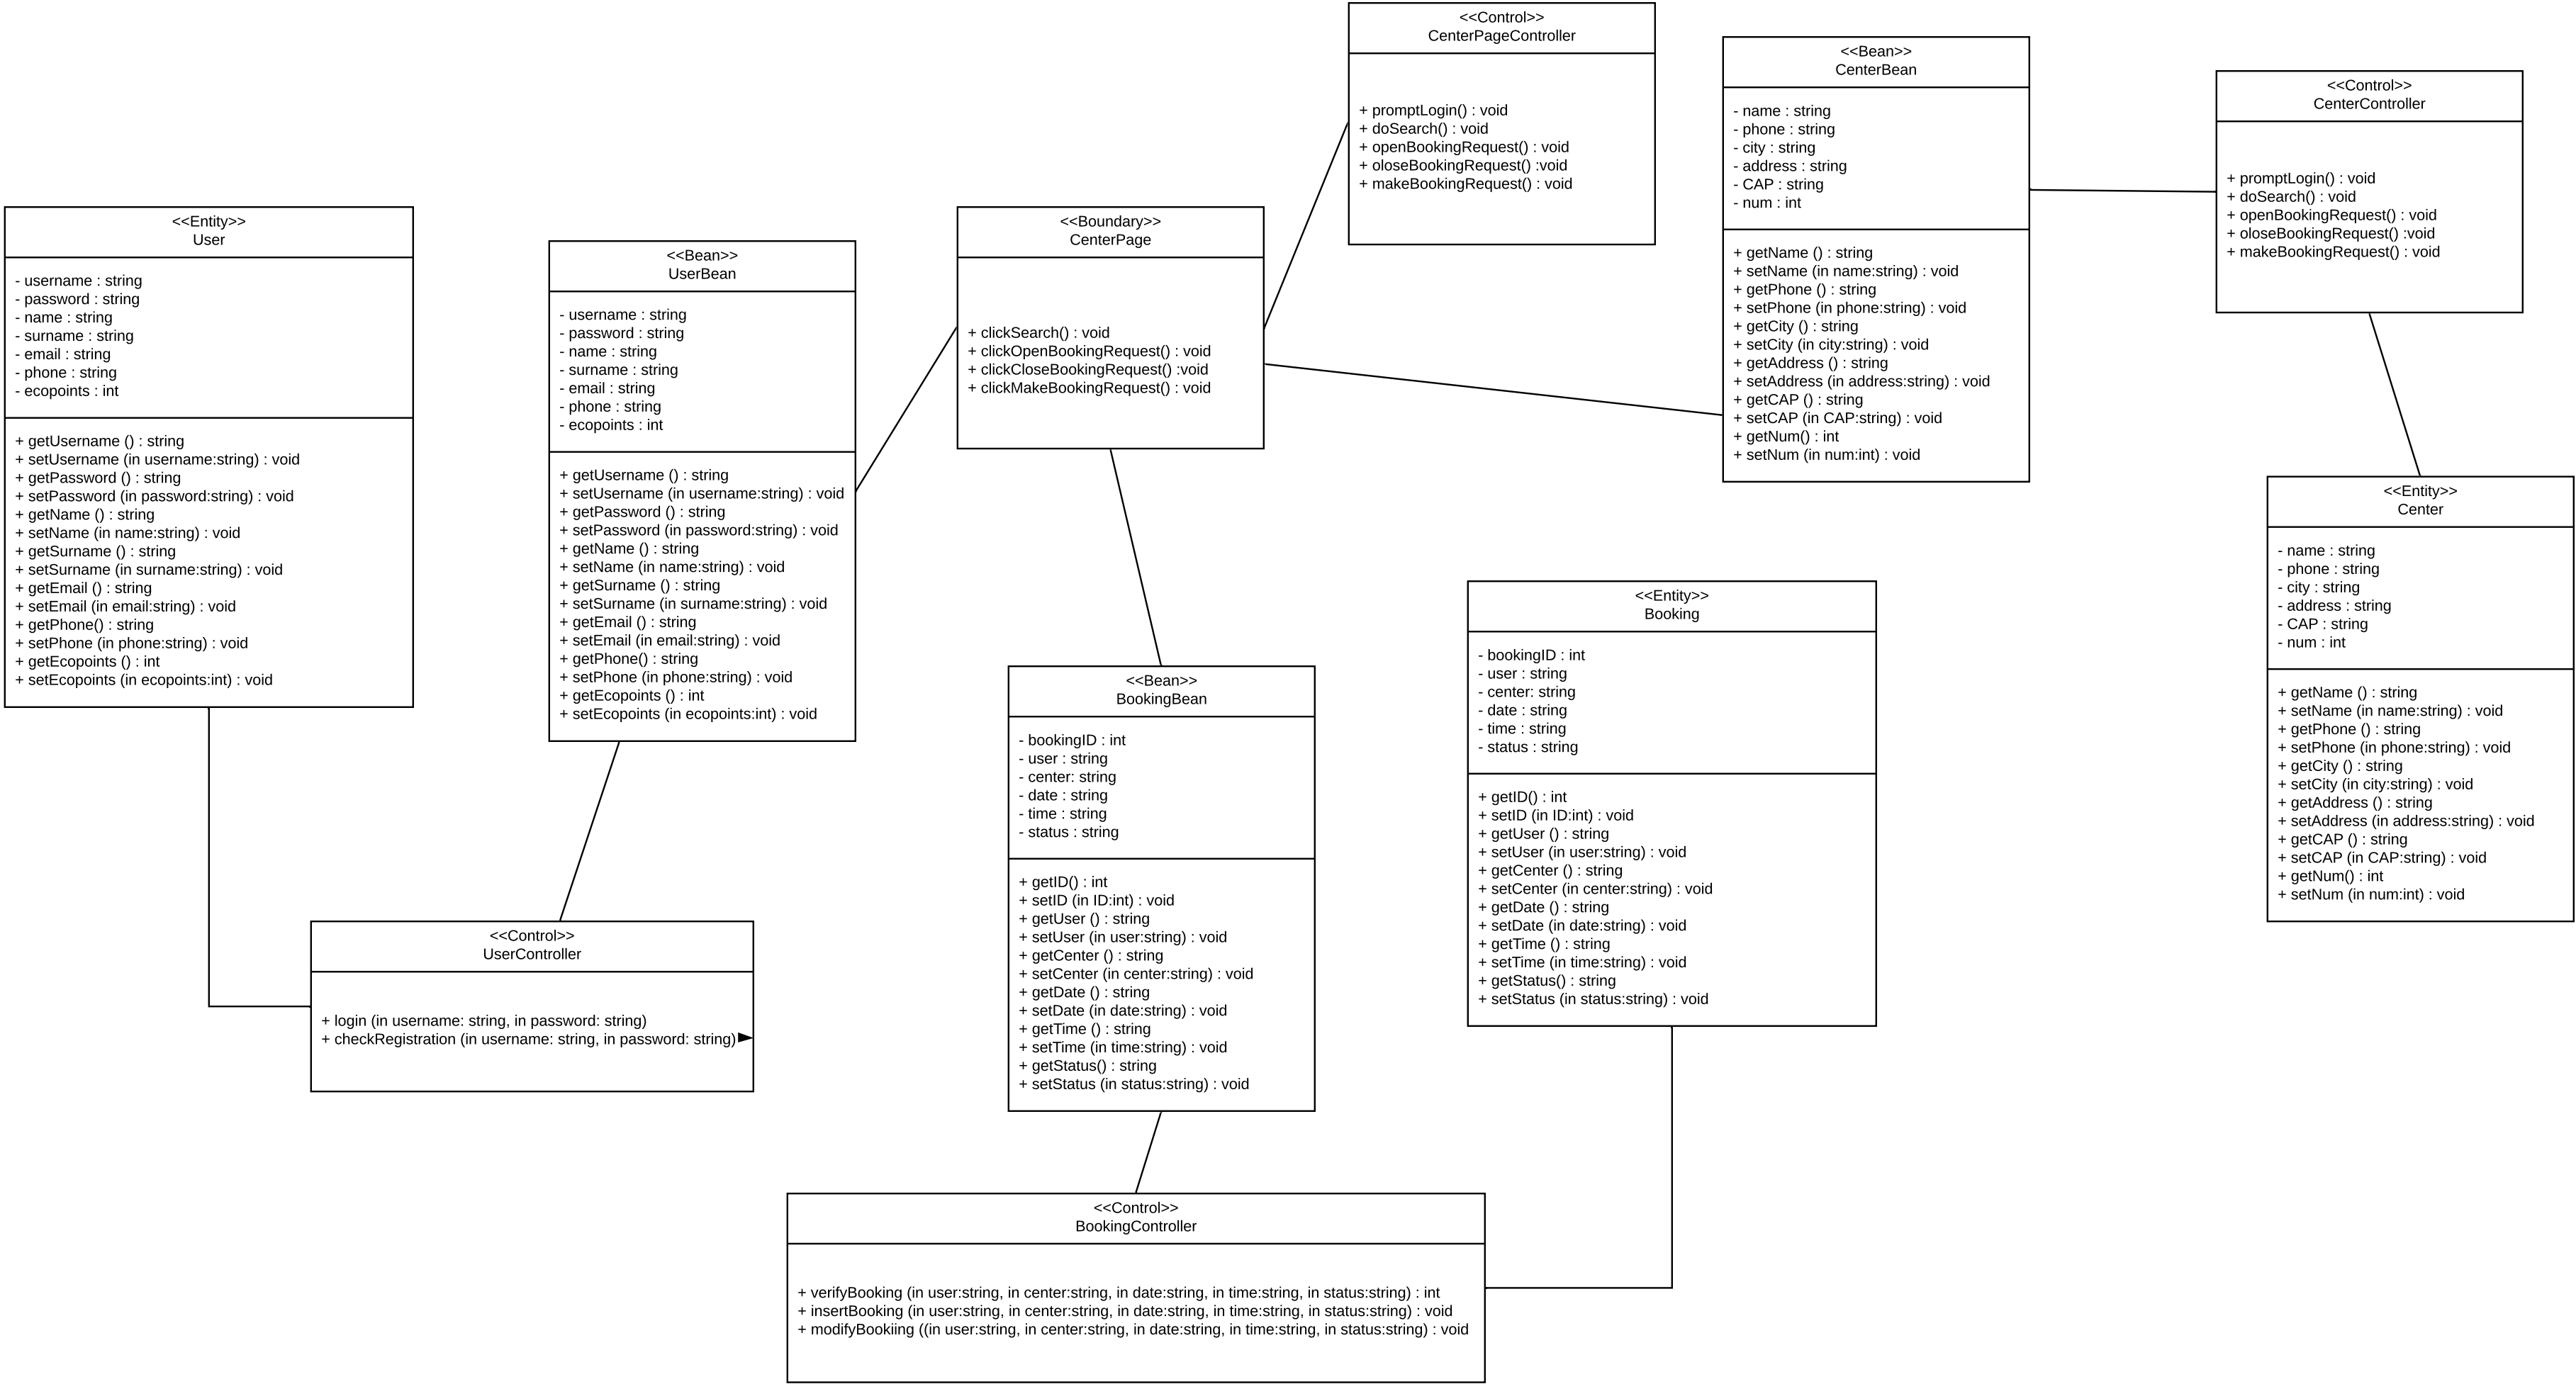 <<Control>>
CenterPageController
+ promptLogin() : void
+ doSearch() : void
+ openBookingRequest() : void
+ oloseBookingRequest() :void
+ makeBookingRequest() : void
<<Bean>>
CenterBean
- name : string
- phone : string
- city : string
- address : string
- CAP : string
- num : int
+ getName () : string
+ setName (in name:string) : void
+ getPhone () : string
+ setPhone (in phone:string) : void
+ getCity () : string
+ setCity (in city:string) : void
+ getAddress () : string
+ setAddress (in address:string) : void
+ getCAP () : string
+ setCAP (in CAP:string) : void
+ getNum() : int
+ setNum (in num:int) : void
<<Control>>
CenterController
+ promptLogin() : void
+ doSearch() : void
+ openBookingRequest() : void
+ oloseBookingRequest() :void
+ makeBookingRequest() : void
<<Entity>>
User
- username : string
- password : string
- name : string
- surname : string
- email : string
- phone : string
- ecopoints : int
+ getUsername () : string
+ setUsername (in username:string) : void
+ getPassword () : string
+ setPassword (in password:string) : void
+ getName () : string
+ setName (in name:string) : void
+ getSurname () : string
+ setSurname (in surname:string) : void
+ getEmail () : string
+ setEmail (in email:string) : void
+ getPhone() : string
+ setPhone (in phone:string) : void
+ getEcopoints () : int
+ setEcopoints (in ecopoints:int) : void
<<Bean>>
UserBean
- username : string
- password : string
- name : string
- surname : string
- email : string
- phone : string
- ecopoints : int
+ getUsername () : string
+ setUsername (in username:string) : void
+ getPassword () : string
+ setPassword (in password:string) : void
+ getName () : string
+ setName (in name:string) : void
+ getSurname () : string
+ setSurname (in surname:string) : void
+ getEmail () : string
+ setEmail (in email:string) : void
+ getPhone() : string
+ setPhone (in phone:string) : void
+ getEcopoints () : int
+ setEcopoints (in ecopoints:int) : void
<<Boundary>>
CenterPage
+ clickSearch() : void
+ clickOpenBookingRequest() : void
+ clickCloseBookingRequest() :void
+ clickMakeBookingRequest() : void
<<Entity>>
Center
- name : string
- phone : string
- city : string
- address : string
- CAP : string
- num : int
+ getName () : string
+ setName (in name:string) : void
+ getPhone () : string
+ setPhone (in phone:string) : void
+ getCity () : string
+ setCity (in city:string) : void
+ getAddress () : string
+ setAddress (in address:string) : void
+ getCAP () : string
+ setCAP (in CAP:string) : void
+ getNum() : int
+ setNum (in num:int) : void
<<Entity>>
Booking
- bookingID : int
- user : string
- center: string
- date : string
- time : string
- status : string
+ getID() : int
+ setID (in ID:int) : void
+ getUser () : string
+ setUser (in user:string) : void
+ getCenter () : string
+ setCenter (in center:string) : void
+ getDate () : string
+ setDate (in date:string) : void
+ getTime () : string
+ setTime (in time:string) : void
+ getStatus() : string
+ setStatus (in status:string) : void
<<Bean>>
BookingBean
- bookingID : int
- user : string
- center: string
- date : string
- time : string
- status : string
+ getID() : int
+ setID (in ID:int) : void
+ getUser () : string
+ setUser (in user:string) : void
+ getCenter () : string
+ setCenter (in center:string) : void
+ getDate () : string
+ setDate (in date:string) : void
+ getTime () : string
+ setTime (in time:string) : void
+ getStatus() : string
+ setStatus (in status:string) : void
<<Control>>
UserController
+ login (in username: string, in password: string)
+ checkRegistration (in username: string, in password: string)
<<Control>>
BookingController
+ verifyBooking (in user:string, in center:string, in date:string, in time:string, in status:string) : int
+ insertBooking (in user:string, in center:string, in date:string, in time:string, in status:string) : void
+ modifyBookiing ((in user:string, in center:string, in date:string, in time:string, in status:string) : void